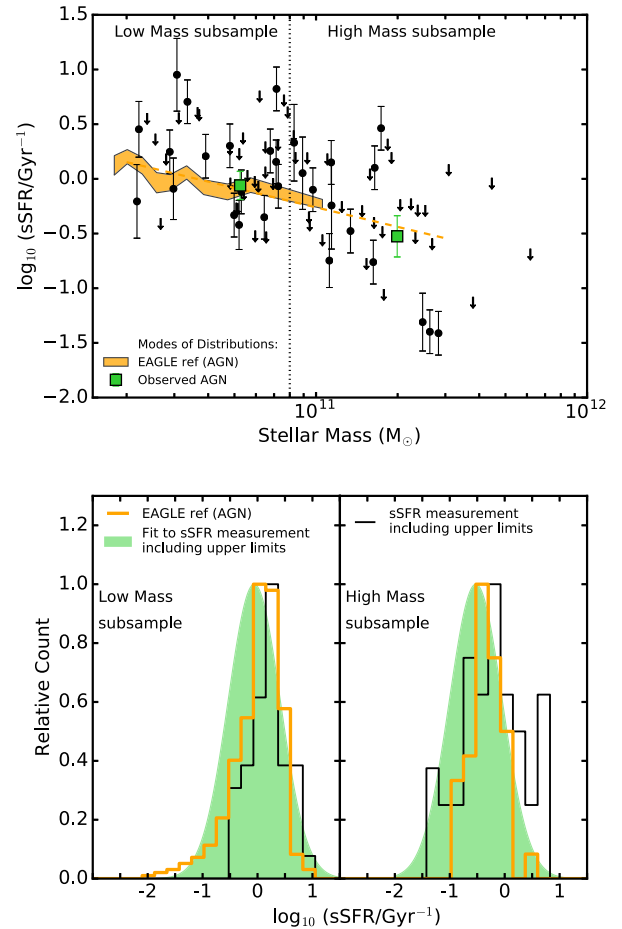 Low Mass subsample
High Mass subsample
1.5
1.0
0.5
0.0
−0.5
−1.0
−1.5
−2.0
log₁₀ (sSFR/Gyr⁻¹)
Modes of Distributions:
EAGLE ref (AGN)
Observed AGN
10¹¹
10¹²
Stellar Mass (M☉)
EAGLE ref (AGN)
Fit to sSFR measurement
including upper limits
sSFR measurement
including upper limits
Low Mass
subsample
High Mass
subsample
1.2
1.0
0.8
0.6
0.4
0.2
0.0
Relative Count
-2 -1 0 1
-2 -1 0 1
log₁₀ (sSFR/Gyr⁻¹)